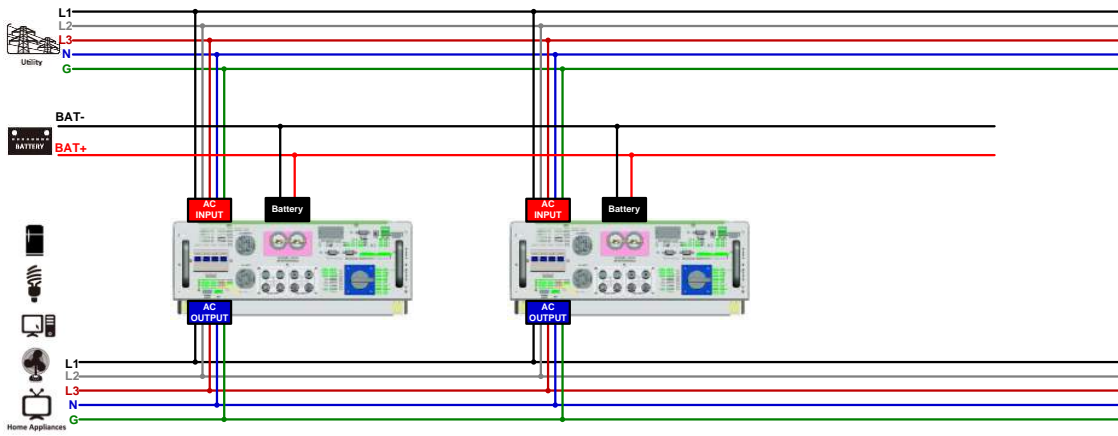 L1
L2
L3
N
G
Utility
BAT-
BATTERY
BAT+
AC
INPUT
Battery
AC
INPUT
Battery
AC
OUTPUT
AC
OUTPUT
L1
L2
L3
N
G
Home Appliances